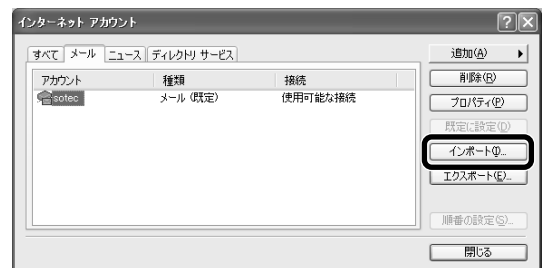 インターネット アカウント
すべて メール ニュース ディレクトリ サービス
アカウント 種類 接続
sotec メール (既定) 使用可能な接続
追加(A)
削除(R)
プロパティ(P)
既定に設定(D)
インポート(I)...
エクスポート(E)...
順番の設定(S)...
閉じる